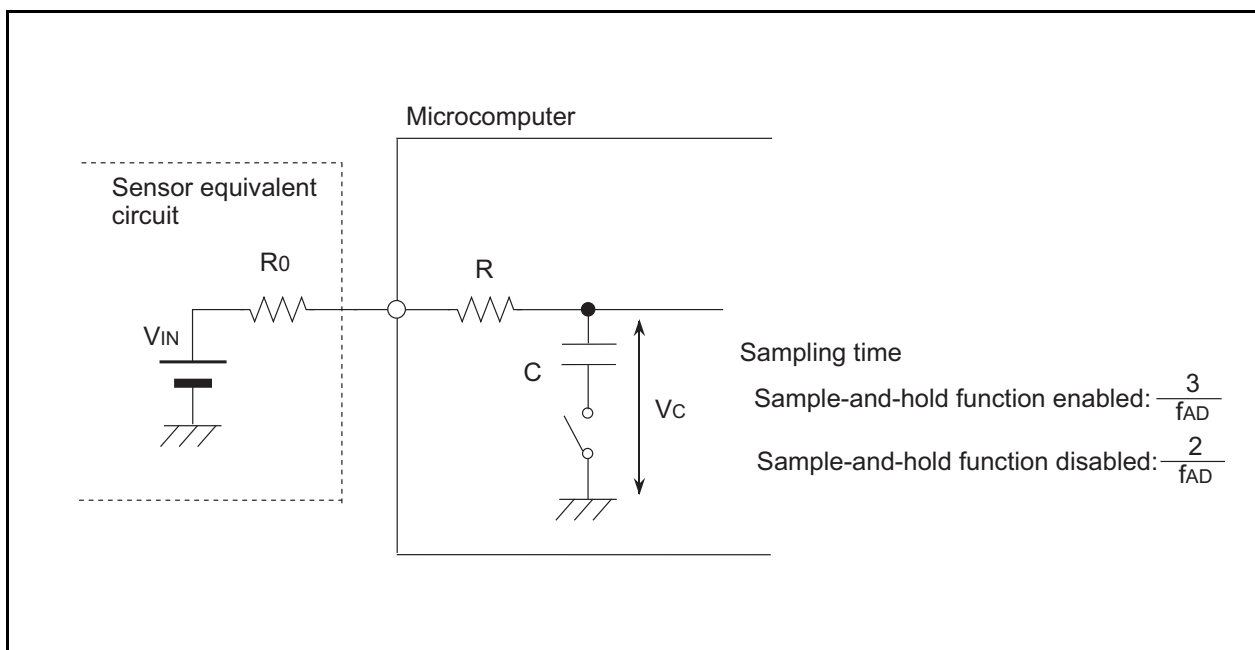 Microcomputer
Sensor equivalent
circuit
R0
R
VIN
C
VC
Sampling time
Sample-and-hold function enabled: 3/fAD
Sample-and-hold function disabled: 2/fAD